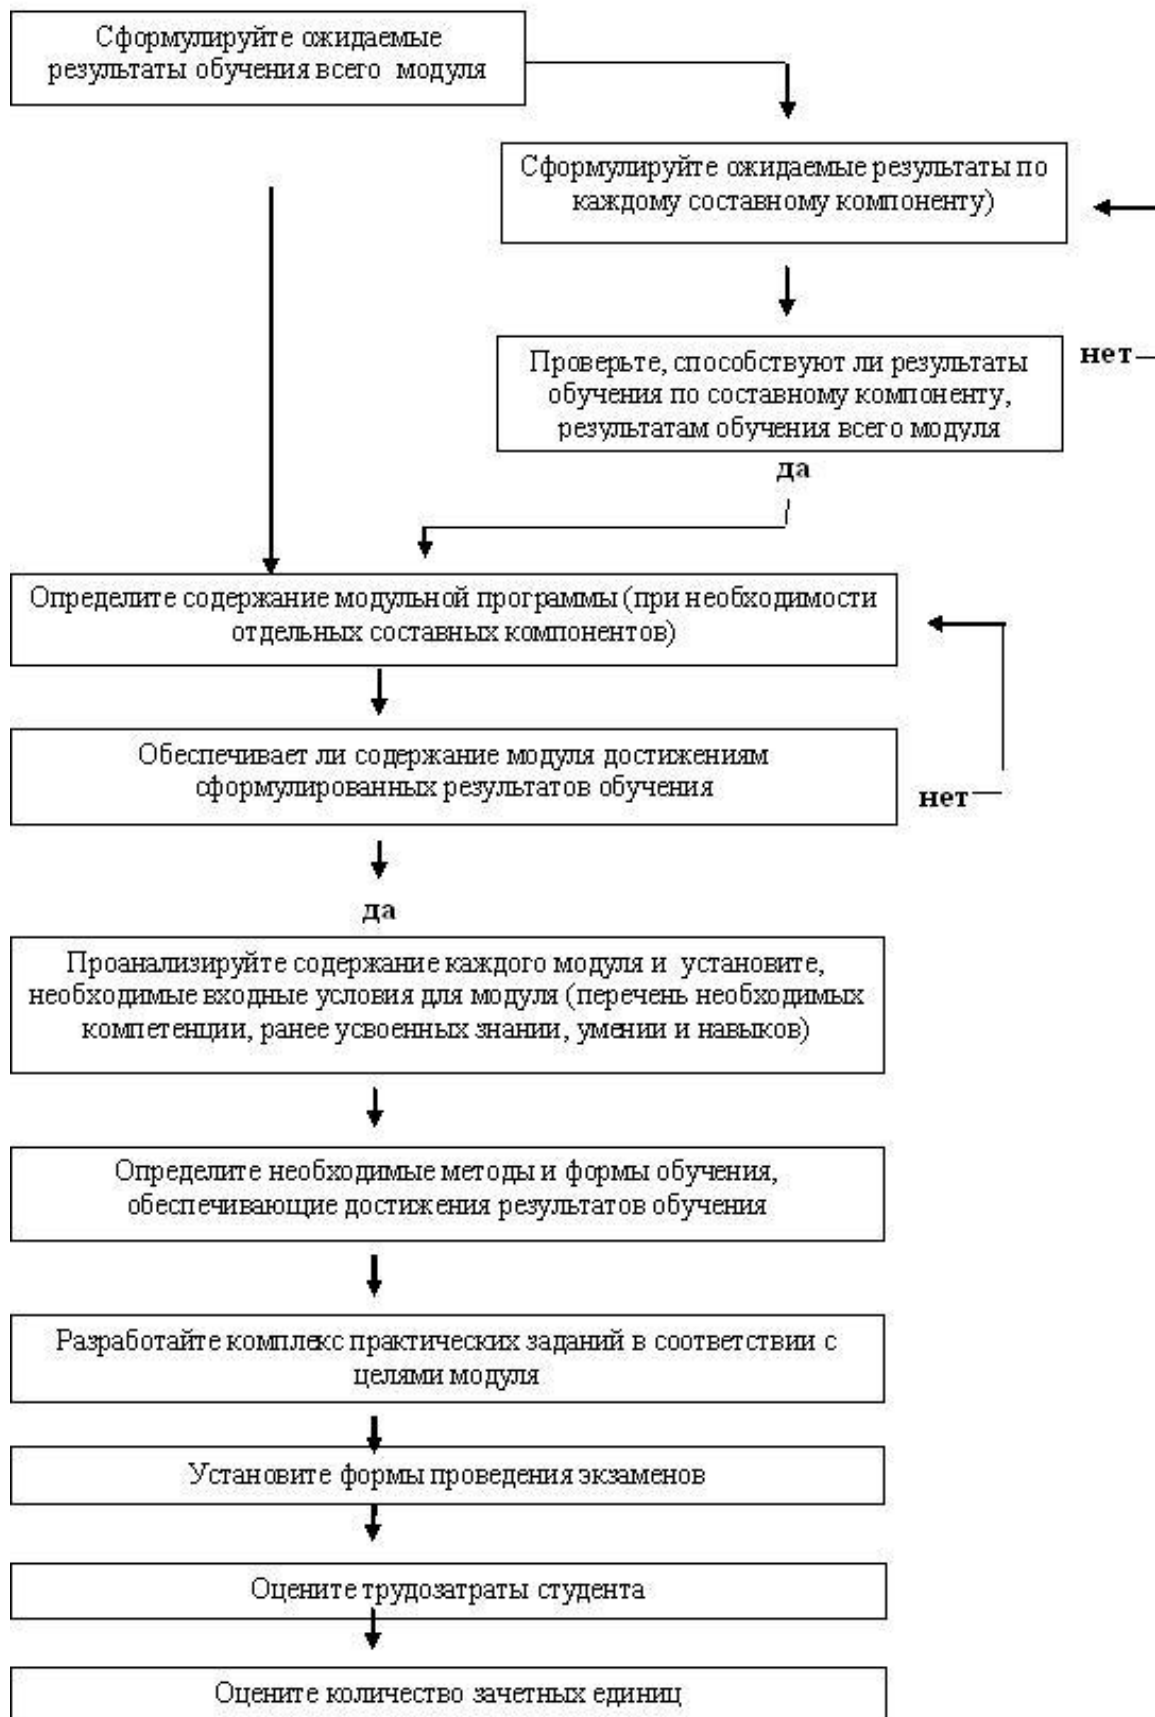 Сформулируйте ожидаемые
результаты обучения всего модуля
Сформулируйте ожидаемые результаты по
каждому составному компоненту)
Проверьте, способствуют ли результаты
обучения по составному компоненту,
результатам обучения всего модуля
нет
да
Определите содержание модульной программы (при необходимости
отдельных составных компонентов)
Обеспечивает ли содержание модуля достижениям
сформулированных результатов обучения
нет
да
Проанализируйте содержание каждого модуля и установите,
необходимые входные условия для модуля (перечень необходимых
компетенции, ранее усвоенных знании, умении и навыков)
Определите необходимые методы и формы обучения,
обеспечивающие достижения результатов обучения
Разработайте комплекс практических заданий в соответствии с
целями модуля
Установите формы проведения экзаменов
Оцените трудозатраты студента
Оцените количество зачетных единиц